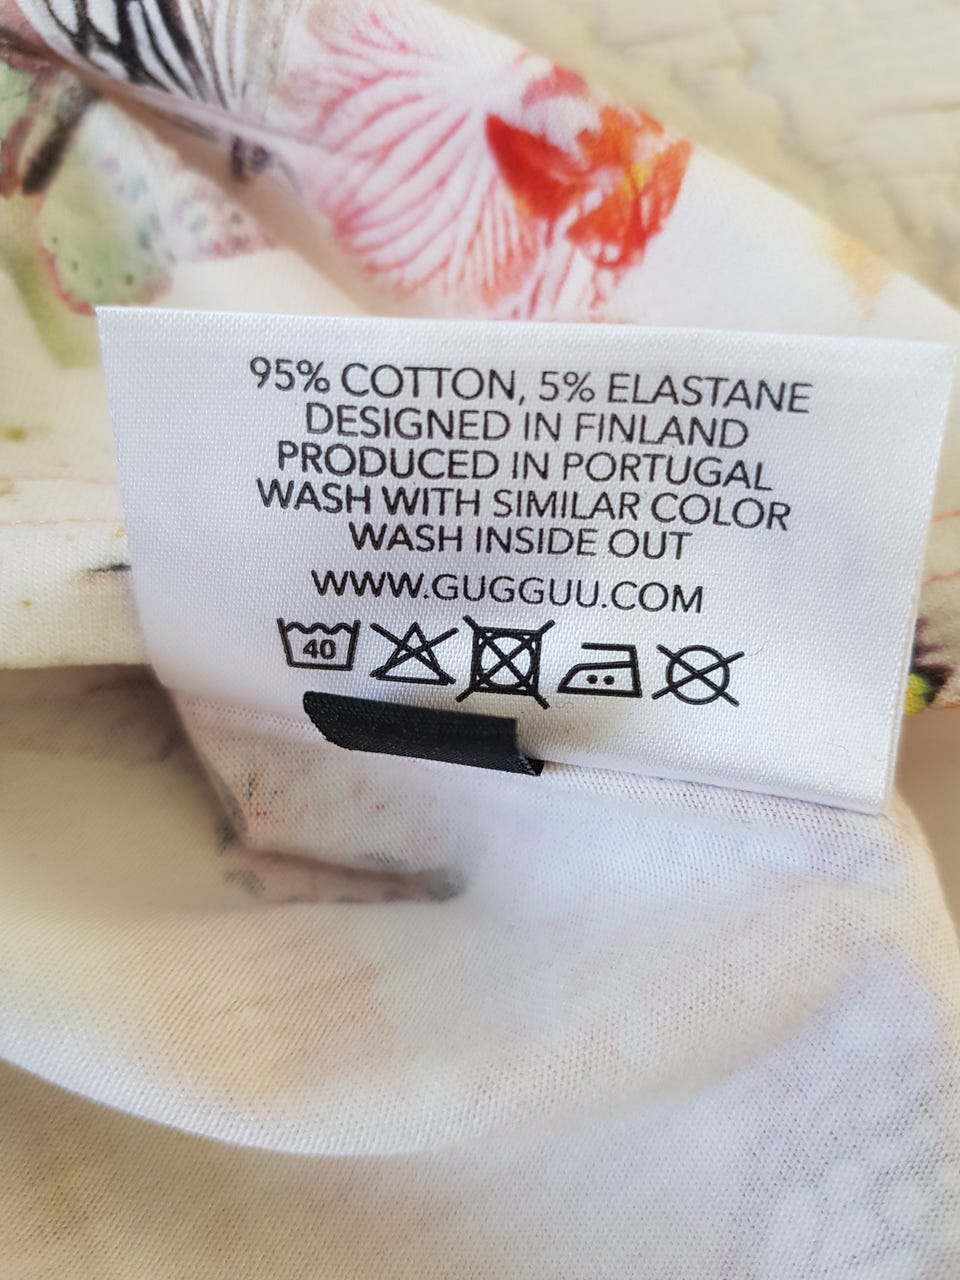 95% COTTON, 5% ELASTANE
DESIGNED IN FINLAND
PRODUCED IN PORTUGAL
WASH WITH SIMILAR COLOR
WASH INSIDE OUT
WWW.GUGGUU.COM
40